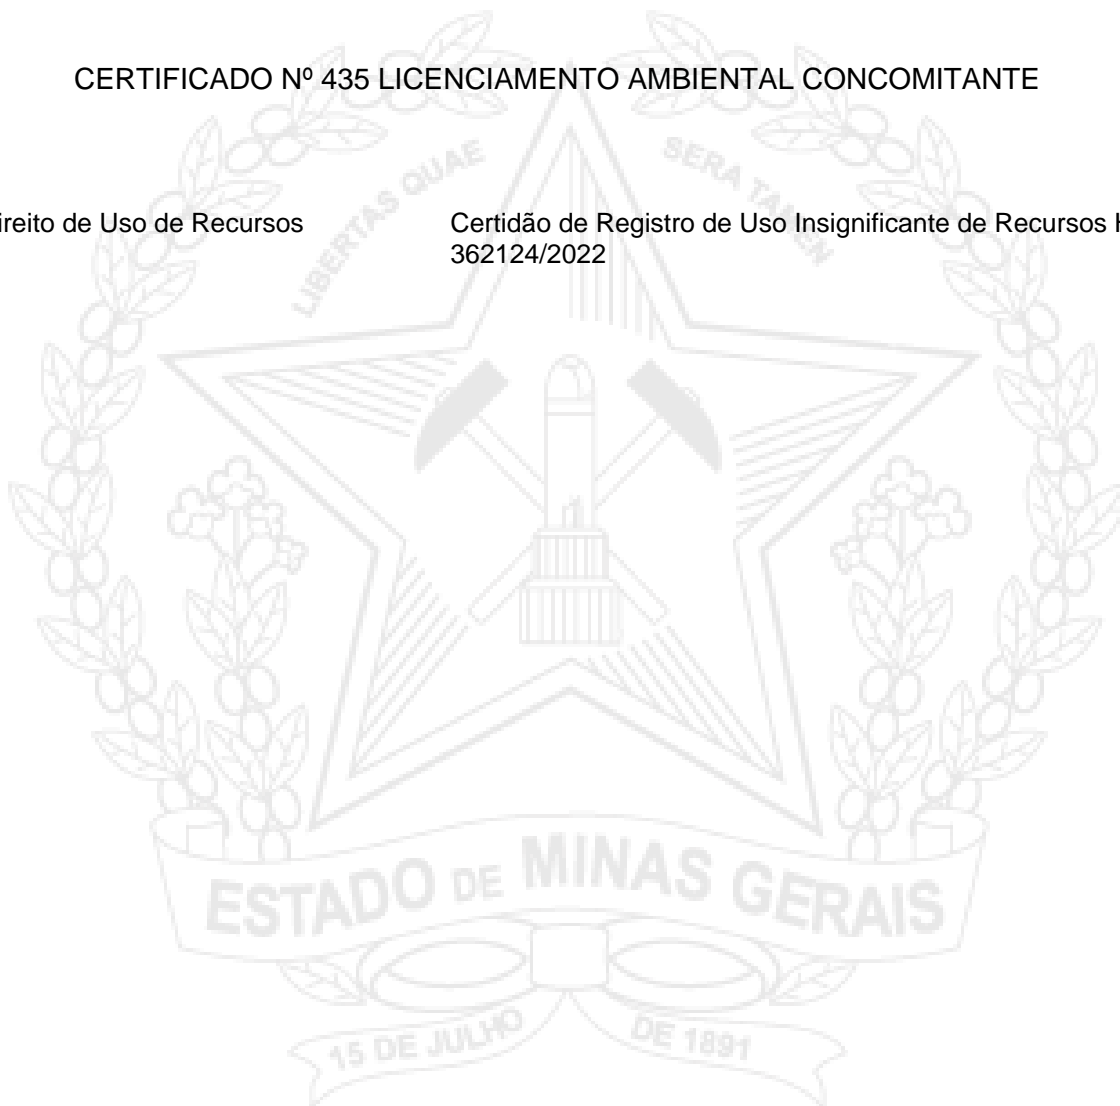 CERTIFICADO Nº 435 LICENCIAMENTO AMBIENTAL CONCOMITANTE
LIBERTAS QUAE SERA TAMEN
ireito de Uso de Recursos
Certidão de Registro de Uso Insignificante de Recursos H
362124/2022
ESTADO DE MINAS GERAIS
15 DE JULHO DE 1891